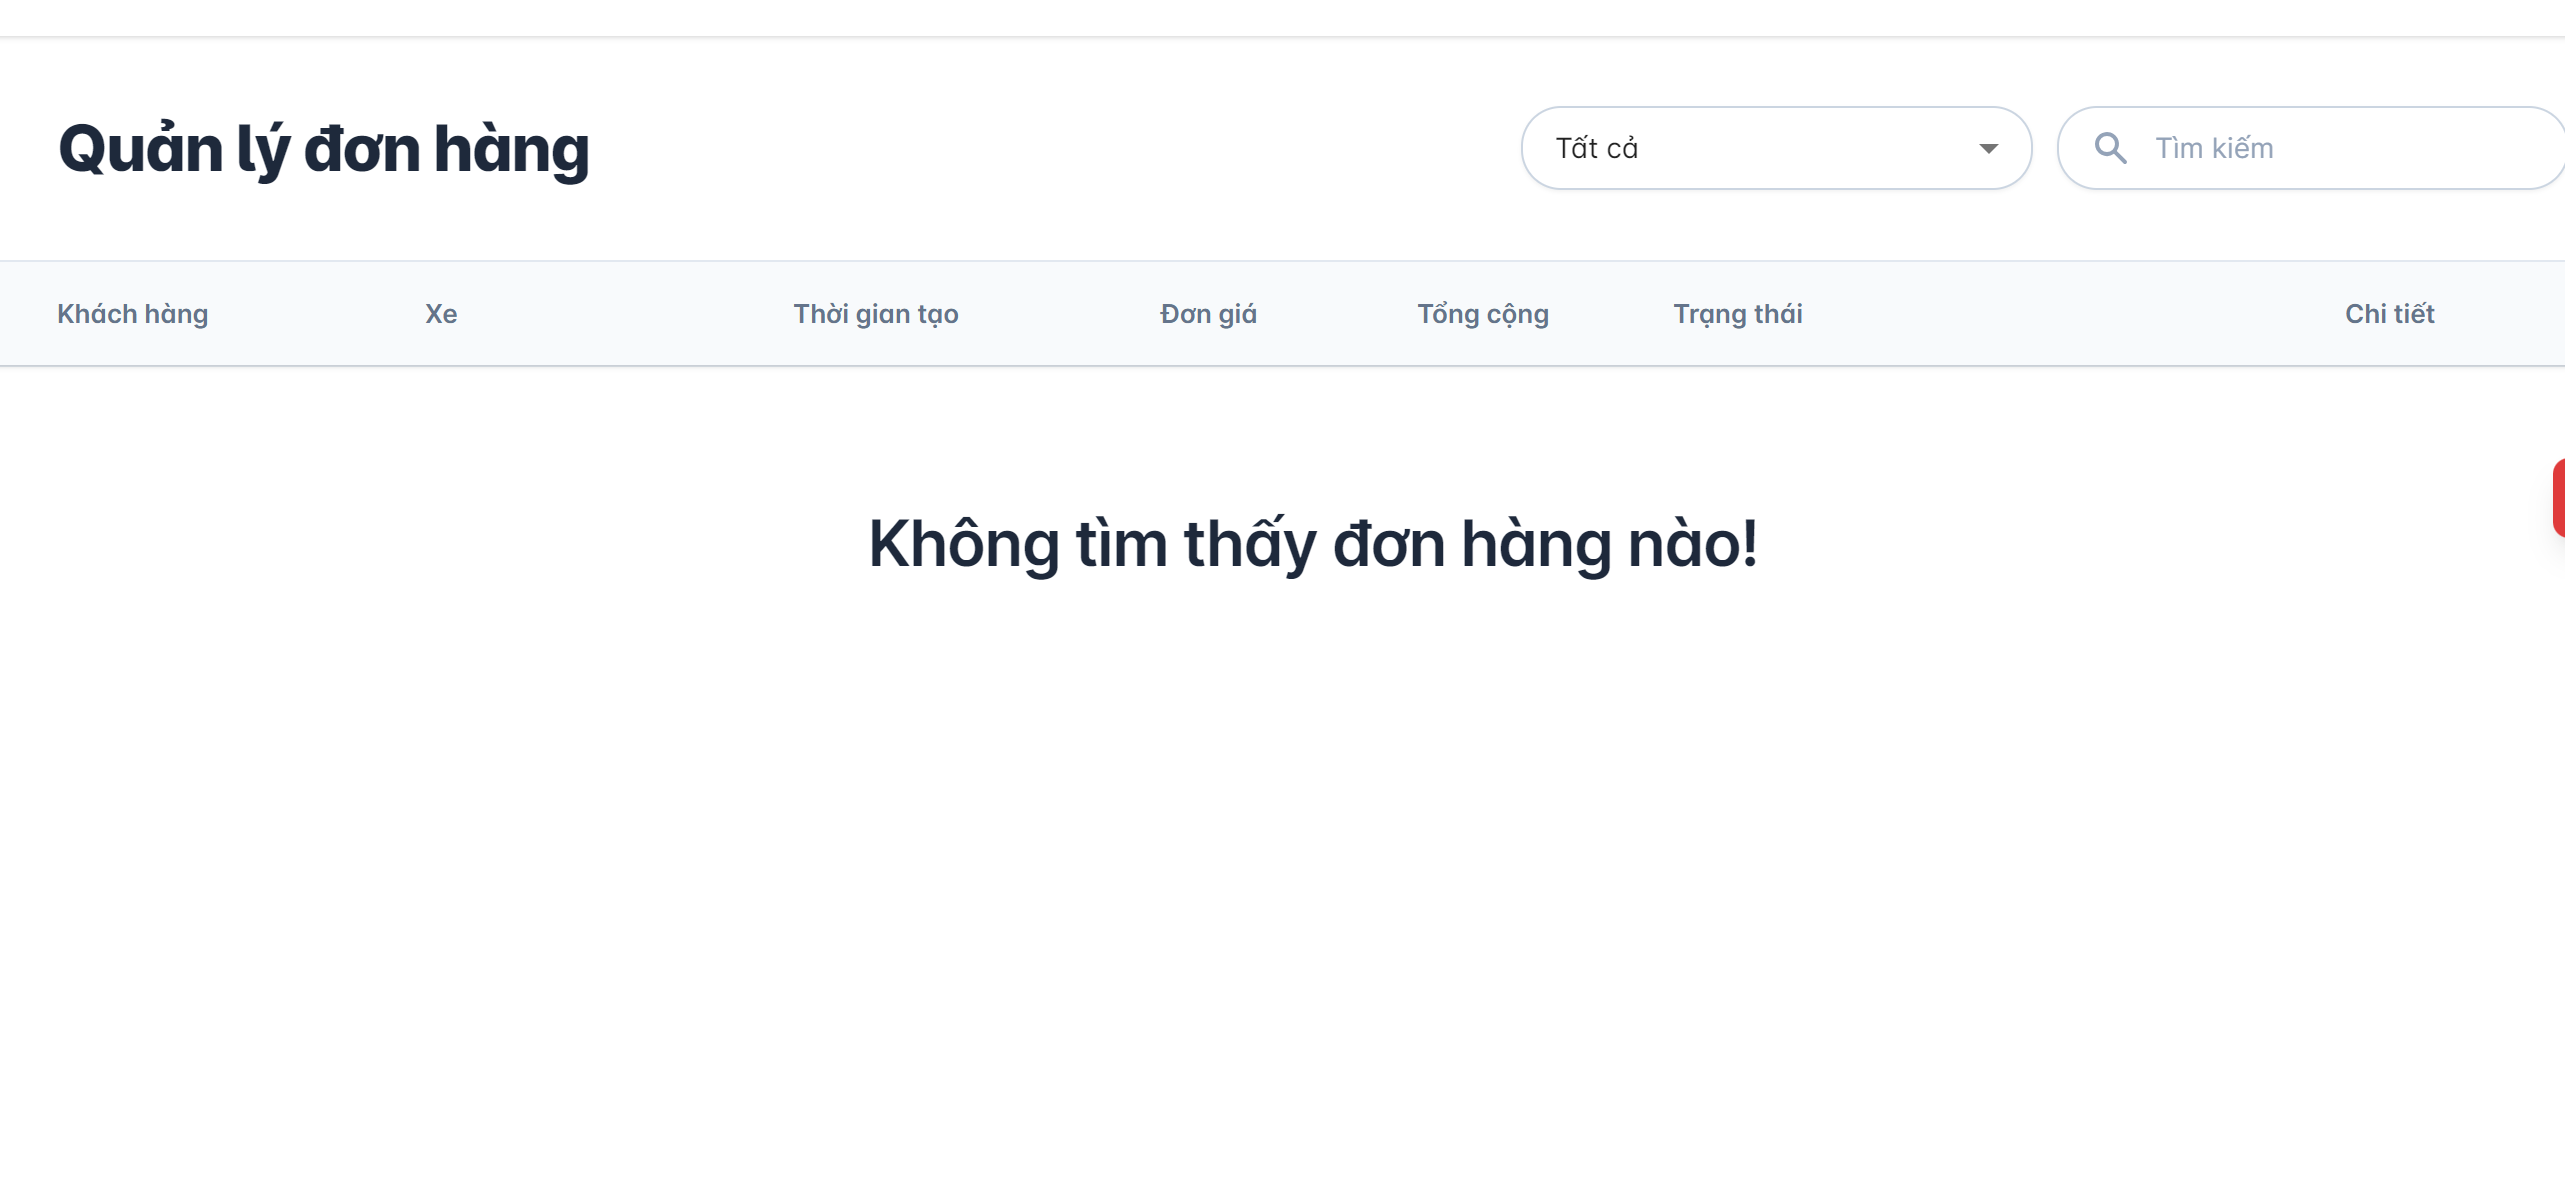 Quản lý đơn hàng
Tất cả
Tìm kiếm
Khách hàng Xe Thời gian tạo Đơn giá Tổng cộng Trạng thái Chi tiết
Không tìm thấy đơn hàng nào!